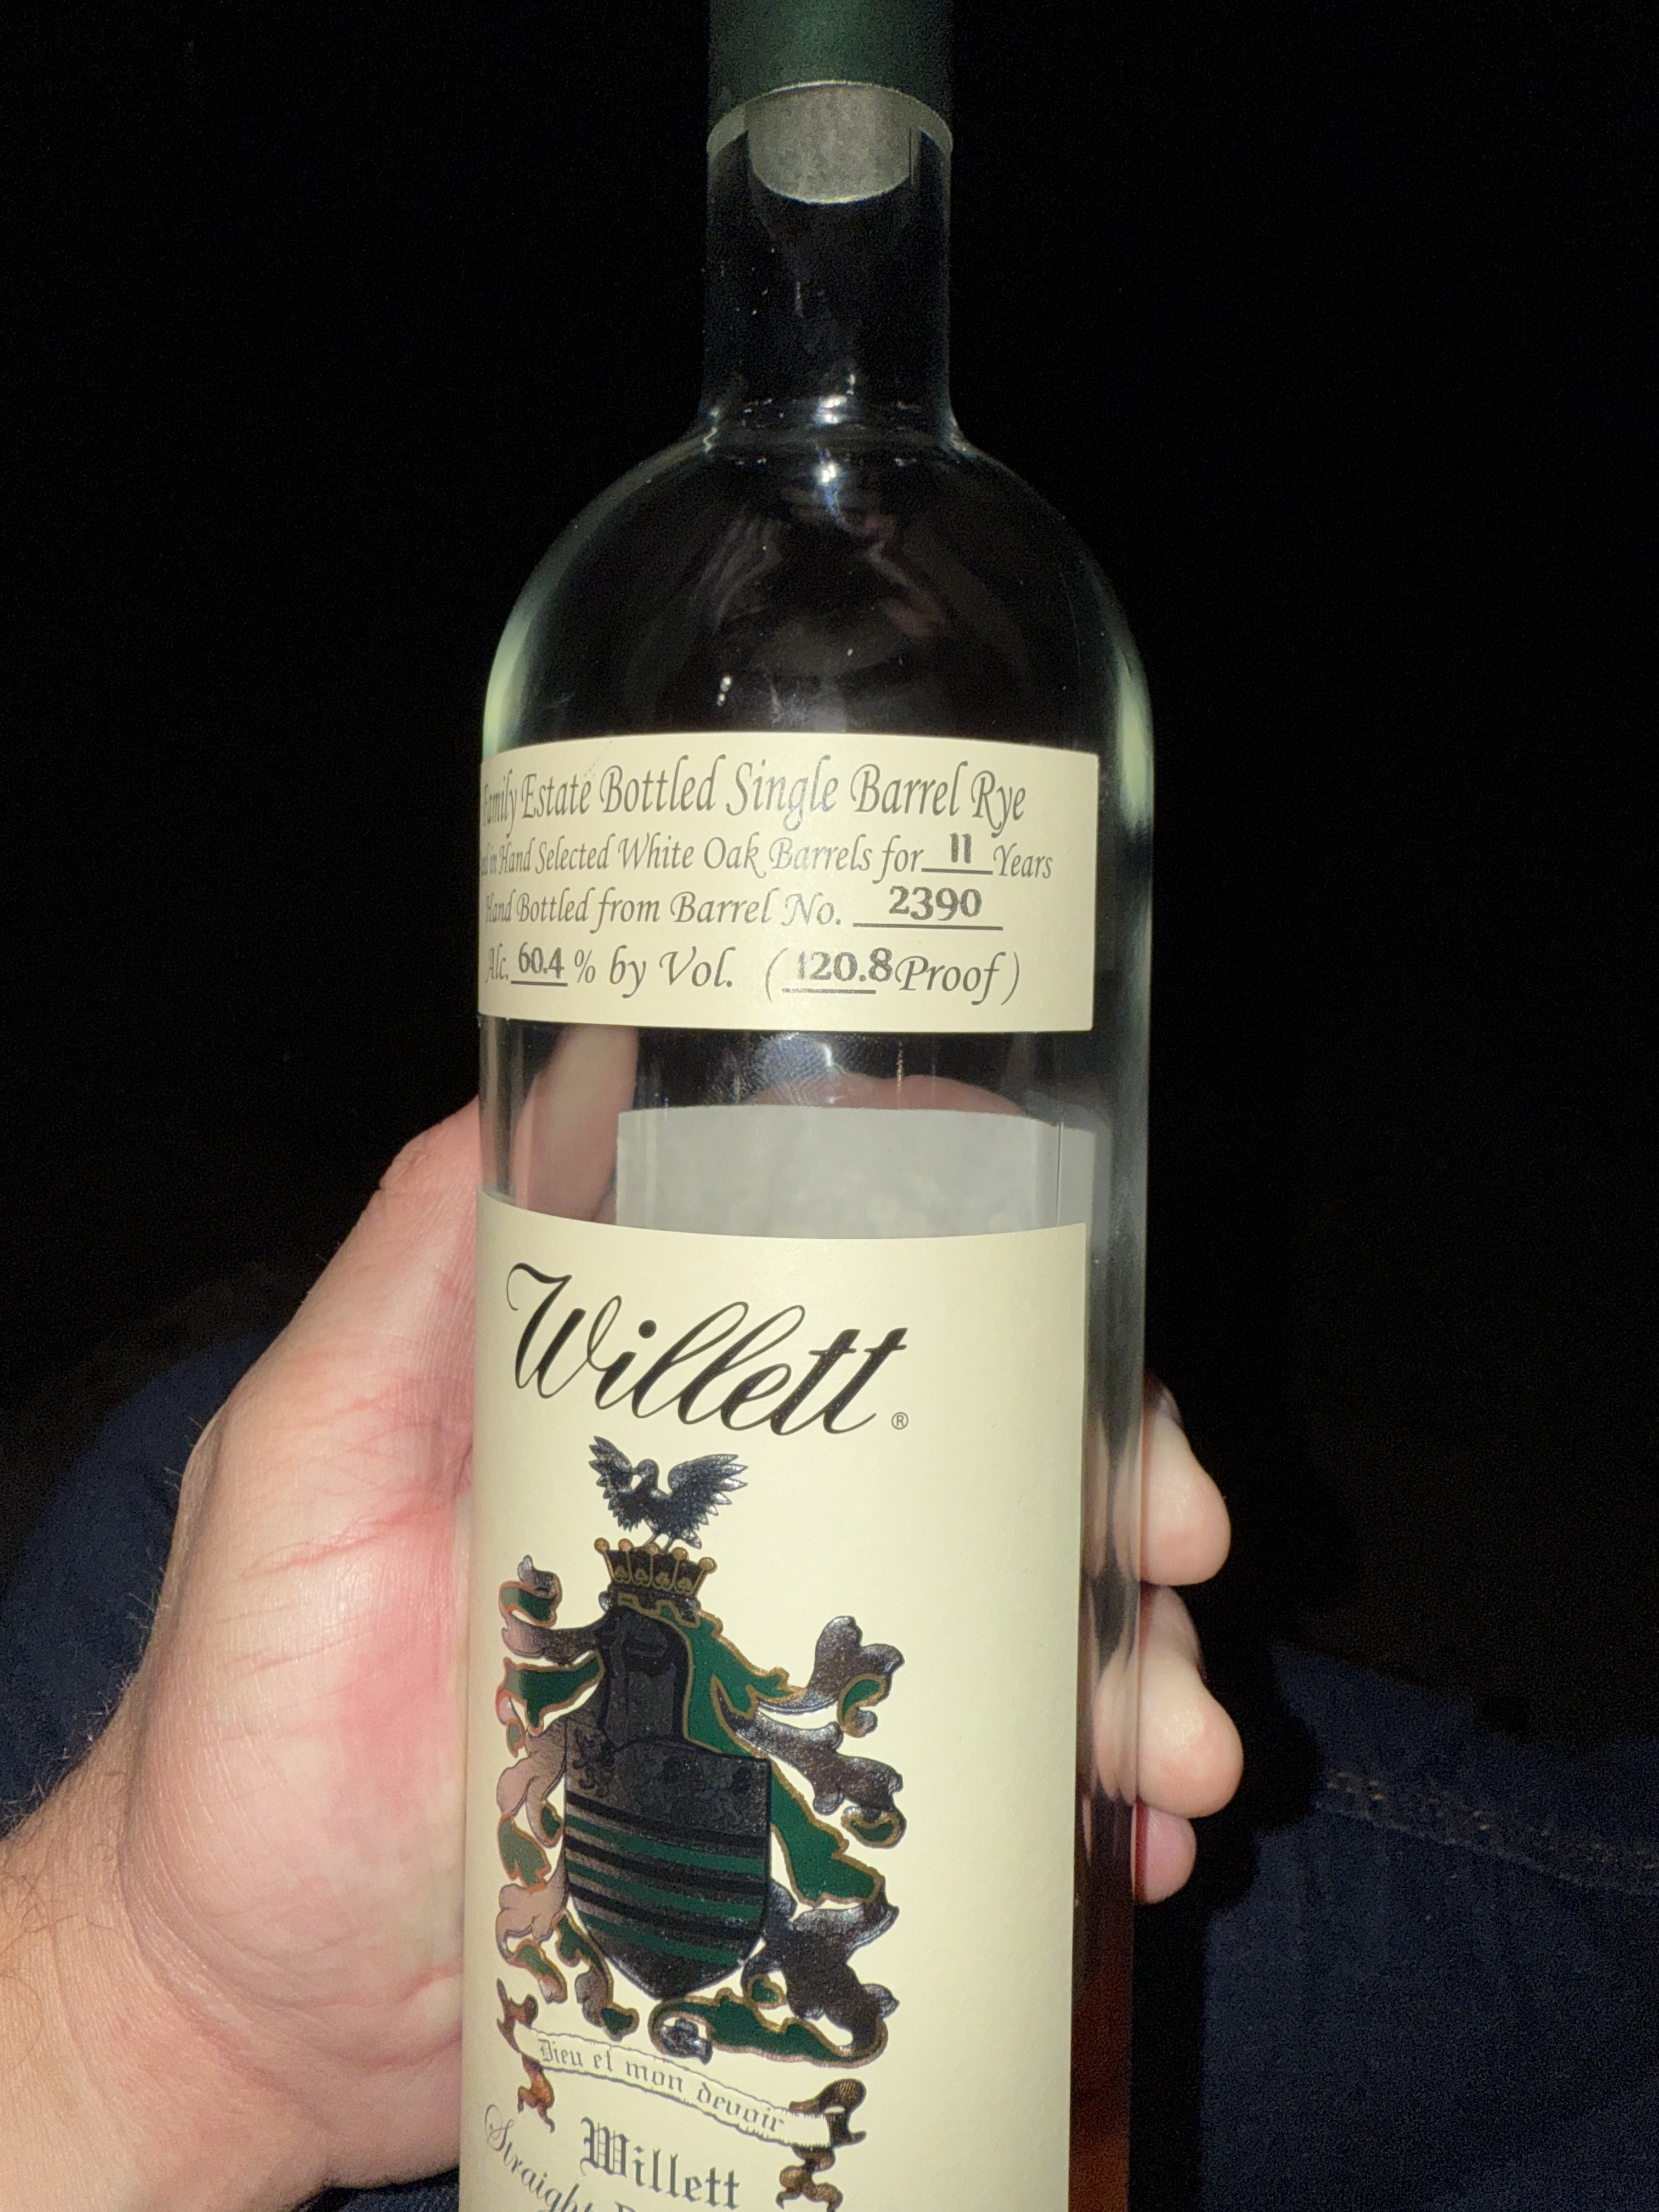 Family Estate Bottled Single Barrel Rye
in Hand Selected White Oak Barrels for 11 Years
Hand Bottled from Barrel No. 2390
Alc. 60.4 % by Vol. (120.8 Proof)
Willett ®
Dieu et mon devoir
Willett
Straight